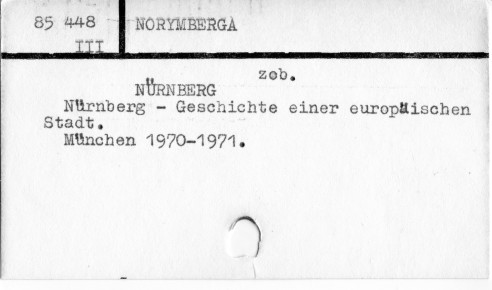 85 448 NORYMBERGA
III
zob.
NÜRNBERG
Nürnberg - Geschichte einer europäischen
Stadt.
München 1970-1971.